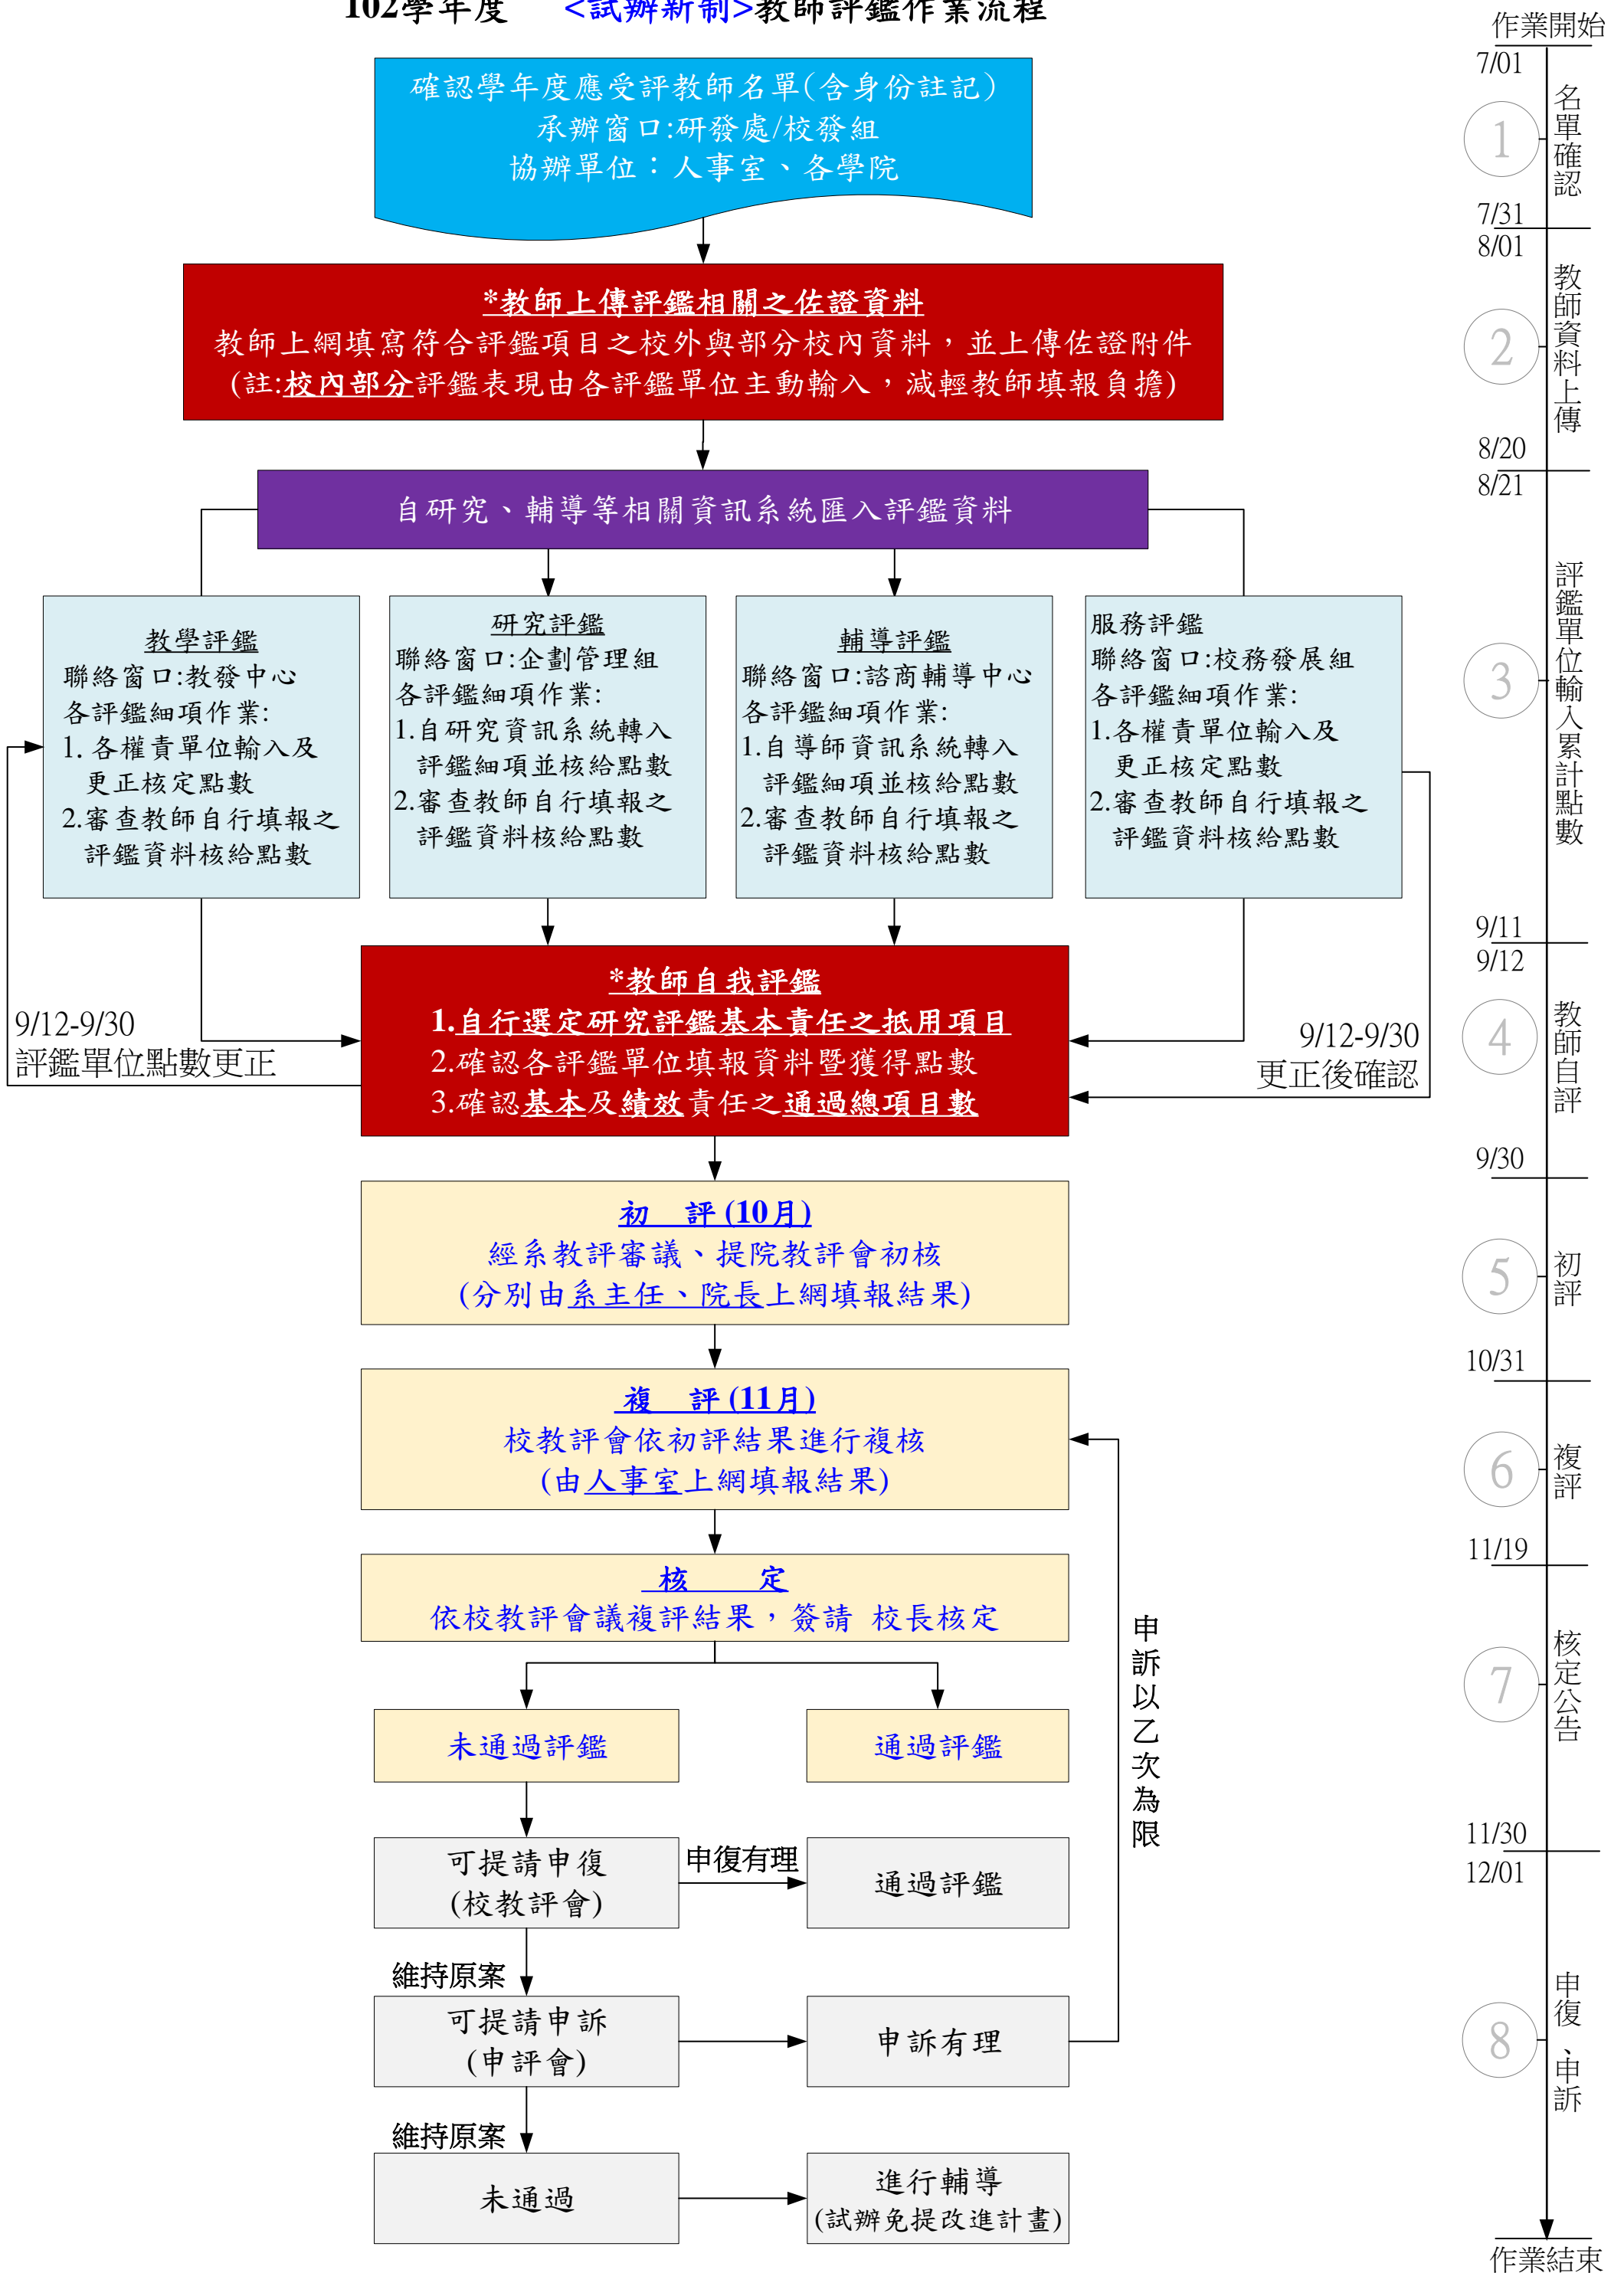 102學年度 <試辦新制>教師評鑑作業流程
確認學年度應受評教師名單(含身份註記)
承辦窗口:研發處/校發組
協辦單位：人事室、各學院
*教師上傳評鑑相關之佐證資料
教師上網填寫符合評鑑項目之校外與部分校內資料，並上傳佐證附件
(註:校內部分評鑑表現由各評鑑單位主動輸入，減輕教師填報負擔)
自研究、輔導等相關資訊系統匯入評鑑資料
教學評鑑
聯絡窗口:教發中心
各評鑑細項作業:
1. 各權責單位輸入及
更正核定點數
2.審查教師自行填報之
評鑑資料核給點數
研究評鑑
聯絡窗口:企劃管理組
各評鑑細項作業:
1.自研究資訊系統轉入
評鑑細項並核給點數
2.審查教師自行填報之
評鑑資料核給點數
輔導評鑑
聯絡窗口:諮商輔導中心
各評鑑細項作業:
1.自導師資訊系統轉入
評鑑細項並核給點數
2.審查教師自行填報之
評鑑資料核給點數
服務評鑑
聯絡窗口:校務發展組
各評鑑細項作業:
1.各權責單位輸入及
更正核定點數
2.審查教師自行填報之
評鑑資料核給點數
*教師自我評鑑
1.自行選定研究評鑑基本責任之抵用項目
2.確認各評鑑單位填報資料暨獲得點數
3.確認基本及績效責任之通過總項目數
9/12-9/30
評鑑單位點數更正
9/12-9/30
更正後確認
初 評(10月)
經系教評審議、提院教評會初核
(分別由系主任、院長上網填報結果)
複 評(11月)
校教評會依初評結果進行複核
(由人事室上網填報結果)
核 定
依校教評會議複評結果，簽請 校長核定
未通過評鑑
通過評鑑
可提請申復
(校教評會)
申復有理
通過評鑑
維持原案
可提請申訴
(申評會)
申訴有理
申訴以乙次為限
維持原案
未通過
進行輔導
(試辦免提改進計畫)
作業開始
7/01
1
名單確認
7/31
8/01
2
教師資料上傳
8/20
8/21
3
評鑑單位輸入累計點數
9/11
9/12
4
教師自評
9/30
5
初評
10/31
6
複評
11/19
7
核定公告
11/30
12/01
8
申復、申訴
作業結束